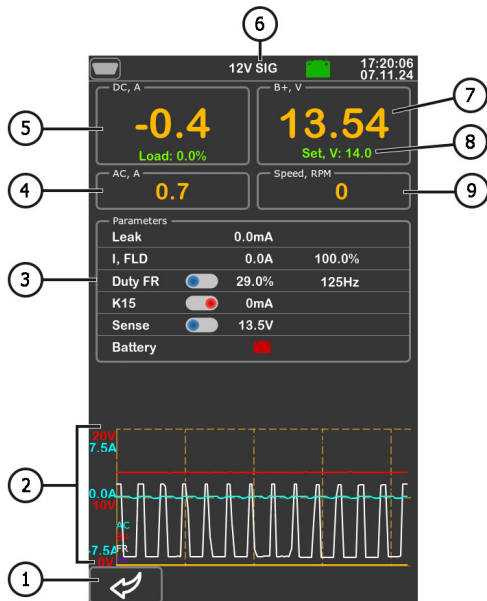 6
12V SIG
17:20:06
07.11.24
DC, A
-0.4
Load: 0.0%
B+, V
13.54
Set, V: 14.0
5
7
8
AC, A
0.7
Speed, RPM
0
4
9
Parameters
Leak 0.0mA
I, FLD 0.0A 100.0%
Duty FR 29.0% 125Hz
K15 0mA
Sense 13.5V
Battery
3
20V
7.5A
0.0A
10V
AC
FR
-7.5A
0V
2
1